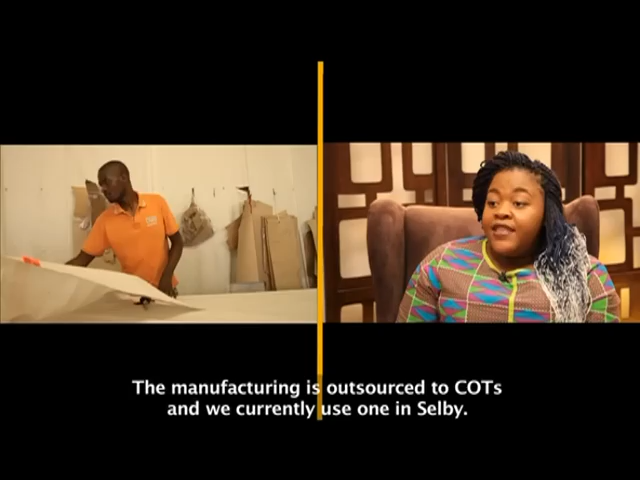 The manufacturing is outsourced to COTs
and we currently use one in Selby.